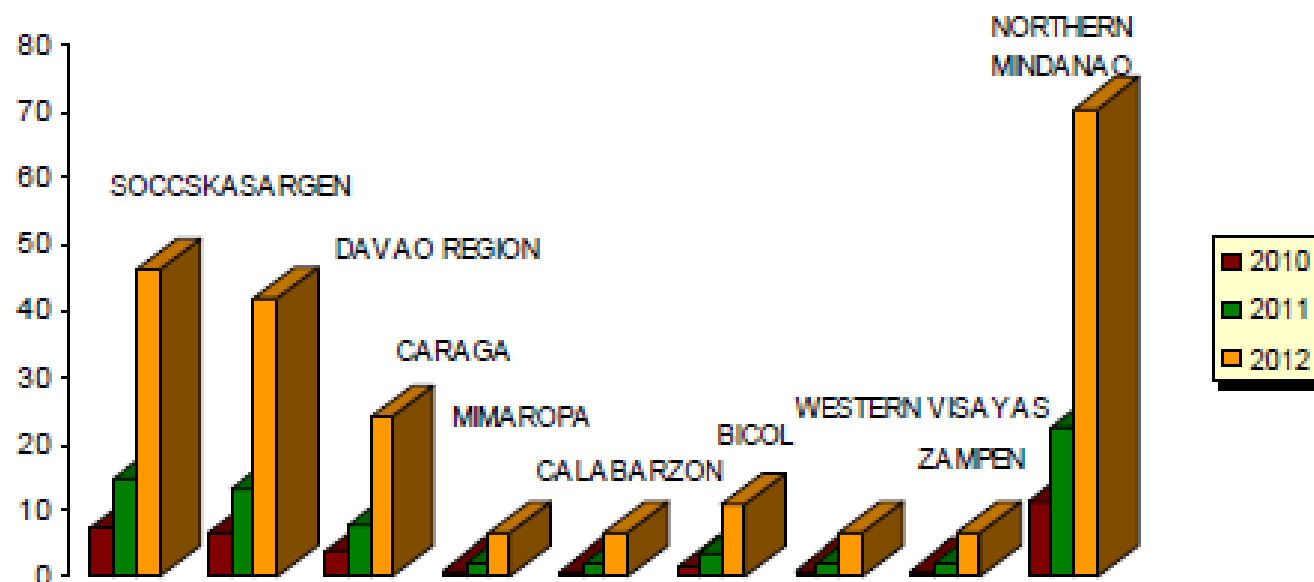 NORTHERN
MINDANAO
80
70
60
50
40
30
20
10
0
SOCCSKASARGEN
DAVAO REGION
CARAGA
MIMAROPA
CALABARZON
BICOL
WESTERN VISAYAS
ZAMPEN
2010
2011
2012